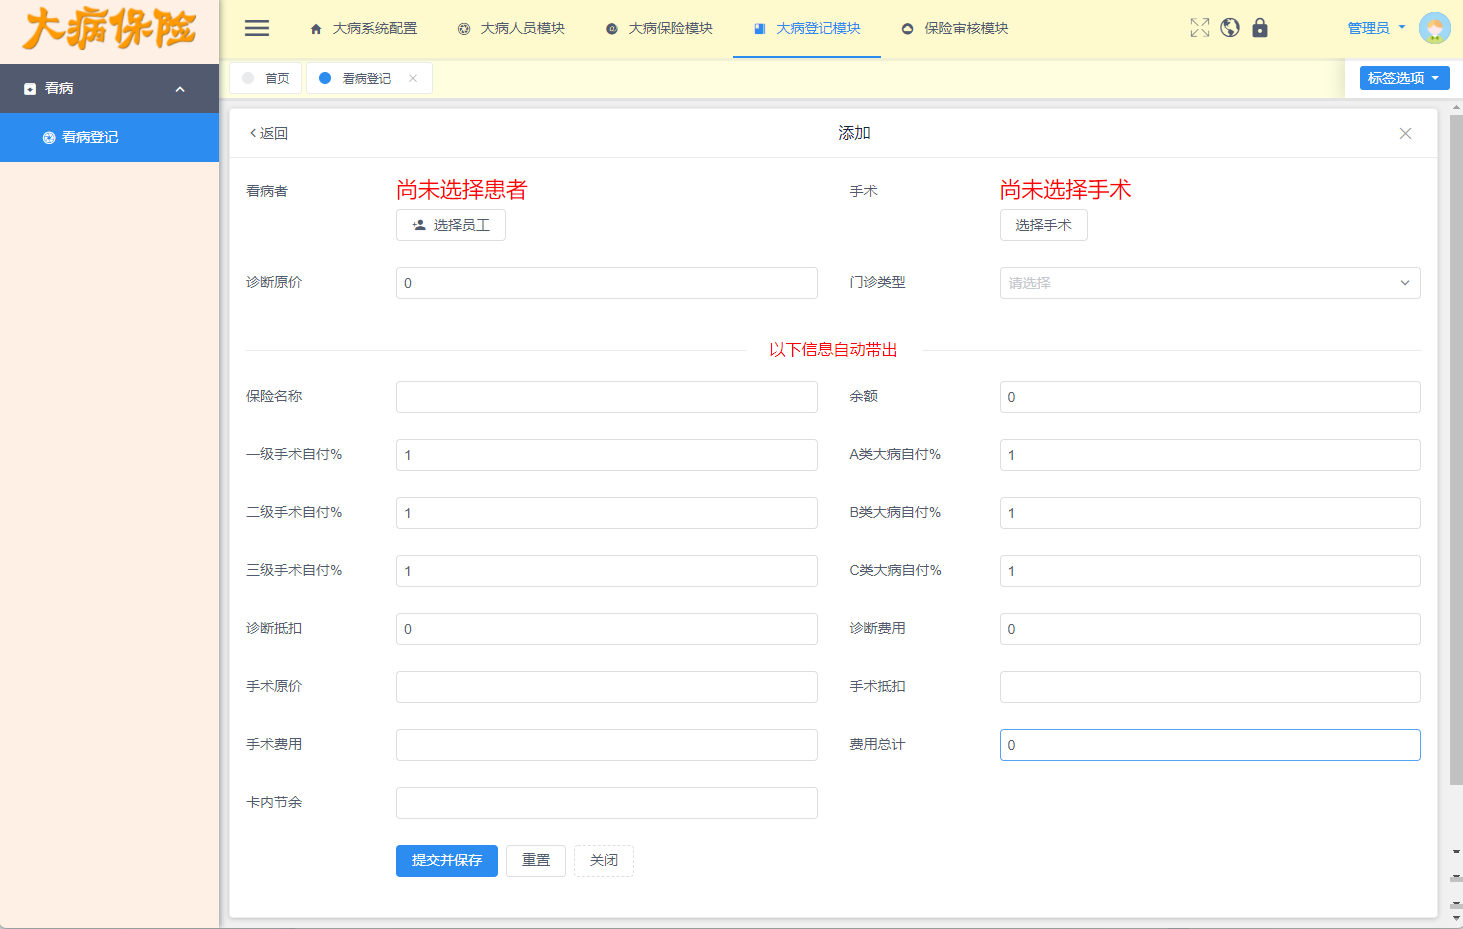 大病保险
大病系统配置
大病人员模块
大病保险模块
大病登记模块
保险审核模块
管理员
看病
看病登记
首页
看病登记
标签选项
返回
添加
看病者
尚未选择患者
选择员工
手术
尚未选择手术
选择手术
诊断原价
0
门诊类型
请选择
以下信息自动带出
保险名称
余额
0
一级手术自付%
1
A类大病自付%
1
二级手术自付%
1
B类大病自付%
1
三级手术自付%
1
C类大病自付%
1
诊断抵扣
0
诊断费用
0
手术原价
手术抵扣
手术费用
费用总计
0
卡内节余
提交并保存
重置
关闭